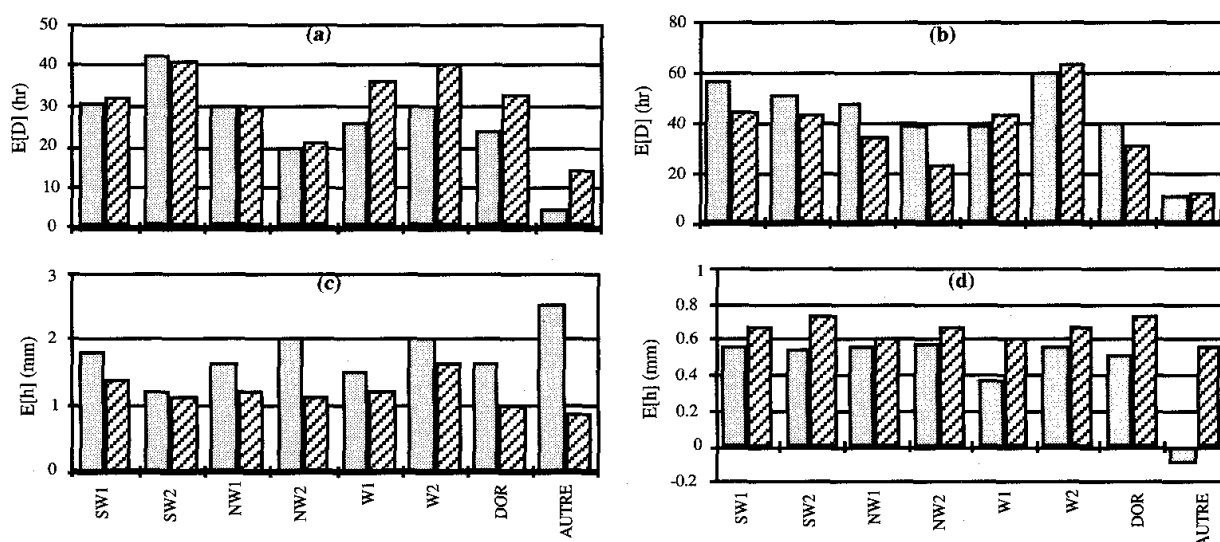 (a)
E[D] (hr)
50
40
30
20
10
0
(b)
E[D] (hr)
80
60
40
20
0
(c)
E[h] (mm)
3
2
1
0
SW1
SW2
NW1
NW2
W1
W2
DOR
AUTRE
(d)
E[h] (mm)
1
0.8
0.6
0.4
0.2
0
-0.2
SW1
SW2
NW1
NW2
W1
W2
DOR
AUTRE